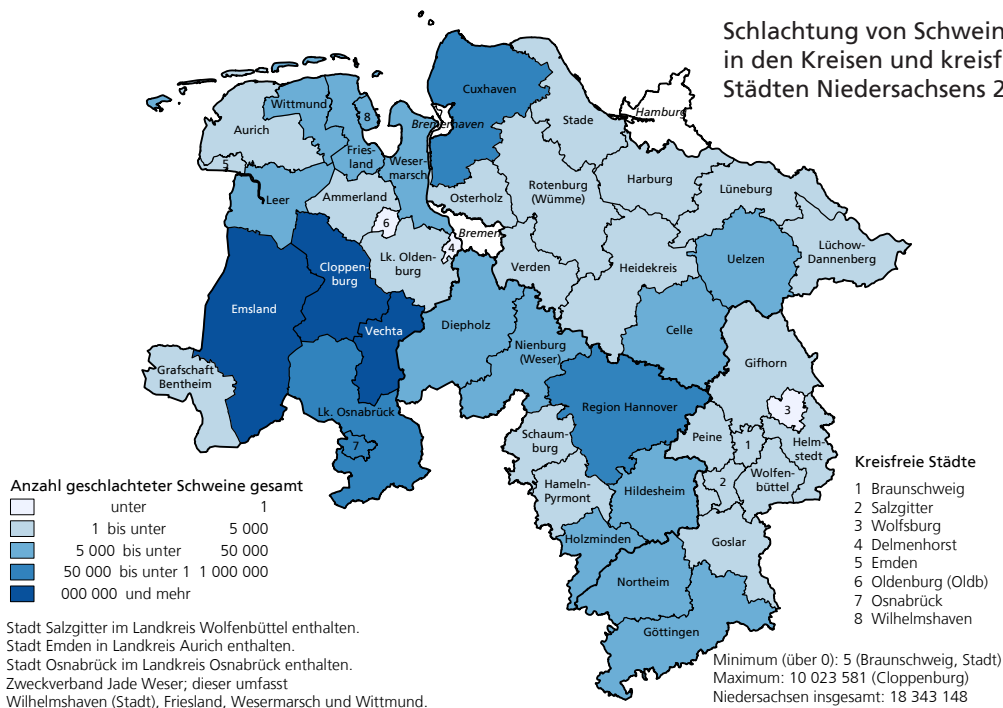 Schlachtung von Schwein
in den Kreisen und kreisf
Städten Niedersachsens 2
Cuxhaven
Wittmund
8
Bremerhaven
Hamburg
Stade
Aurich
5
Fries-
land
Weser-
marsch
Leer
Ammerland
6
Osterholz
Rotenburg
(Wümme)
Harburg
Lüneburg
Bremen
4
Lk. Olden-
burg
Cloppen-
burg
Verden
Heidekreis
Uelzen
Lüchow-
Dannenberg
Emsland
Vechta
Diepholz
Nienburg
(Weser)
Celle
Gifhorn
Grafschaft
Bentheim
Lk. Osnabrück
7
Region Hannover
3
Schaum-
burg
Peine
1
Helm-
stedt
Hameln-
Pyrmont
Hildesheim
2
Wolfen-
büttel
Holzminden
Goslar
Northeim
Göttingen
Anzahl geschlachteter Schweine gesamt
unter 1
1 bis unter 5 000
5 000 bis unter 50 000
50 000 bis unter 1 1 000 000
000 000 und mehr
Stadt Salzgitter im Landkreis Wolfenbüttel enthalten.
Stadt Emden in Landkreis Aurich enthalten.
Stadt Osnabrück im Landkreis Osnabrück enthalten.
Zweckverband Jade Weser; dieser umfasst
Wilhelmshaven (Stadt), Friesland, Wesermarsch und Wittmund.
Kreisfreie Städte
1 Braunschweig
2 Salzgitter
3 Wolfsburg
4 Delmenhorst
5 Emden
6 Oldenburg (Oldb)
7 Osnabrück
8 Wilhelmshaven
Minimum (über 0): 5 (Braunschweig, Stadt)
Maximum: 10 023 581 (Cloppenburg)
Niedersachsen insgesamt: 18 343 148